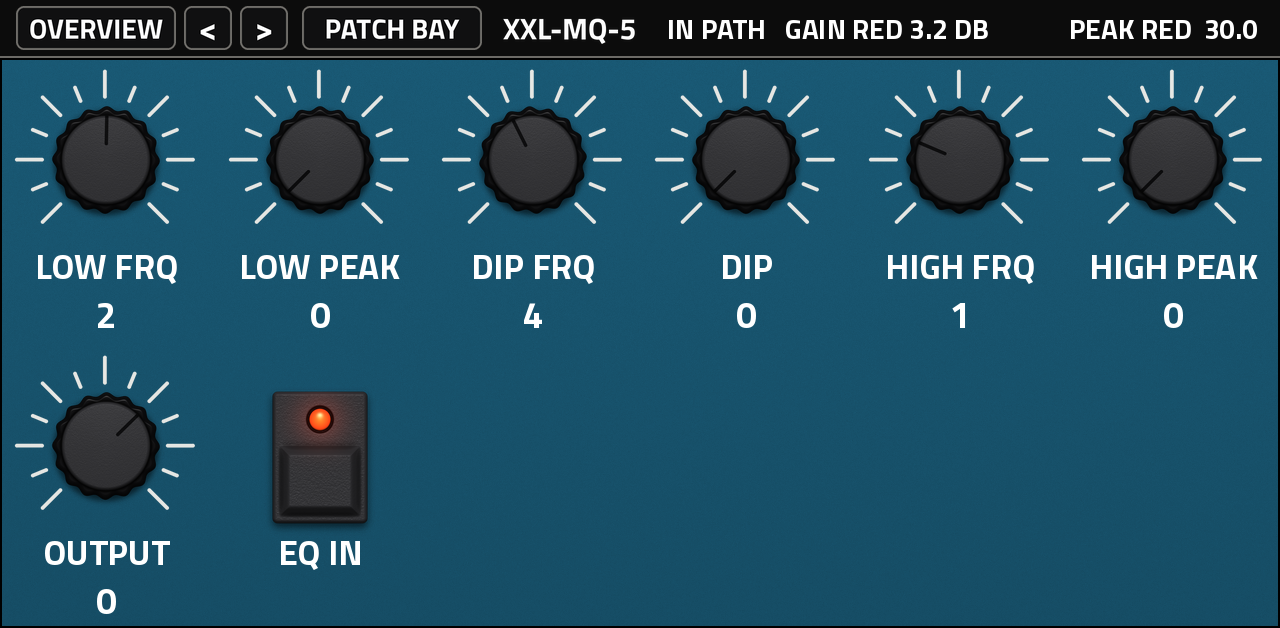 OVERVIEW < > PATCH BAY XXL-MQ-5 IN PATH GAIN RED 3.2 DB PEAK RED 30.0
LOW FRQ LOW PEAK DIP FRQ DIP HIGH FRQ HIGH PEAK
2 0 4 0 1 0
OUTPUT EQ IN
0